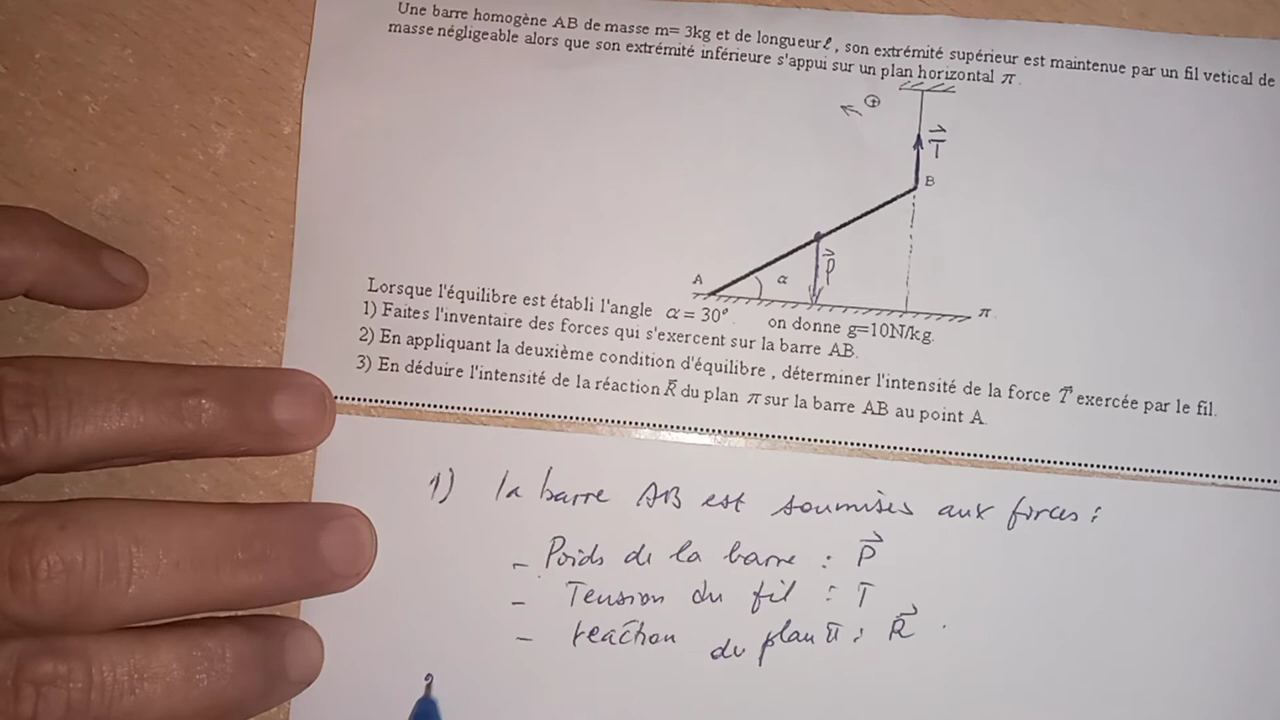 Une barre homogène AB de masse m= 3kg et de longueur ℓ , son extrémité supérieur est maintenue par un fil vetical de
masse négligeable alors que son extrémité inférieure s'appui sur un plan horizontal π .
⊕
T
B
P
A
α
π
Lorsque l'équilibre est établi l'angle α = 30° . on donne g=10N/kg.
1) Faites l'inventaire des forces qui s'exercent sur la barre AB.
2) En appliquant la deuxième condition d'équilibre , déterminer l'intensité de la force T⃗ exercée par le fil.
3) En déduire l'intensité de la réaction R⃗ du plan π sur la barre AB au point A.
1) la barre AB est soumises aux forces :
- Poids de la barre : P⃗
- Tension du fil : T
- reaction du plan π : R⃗ .